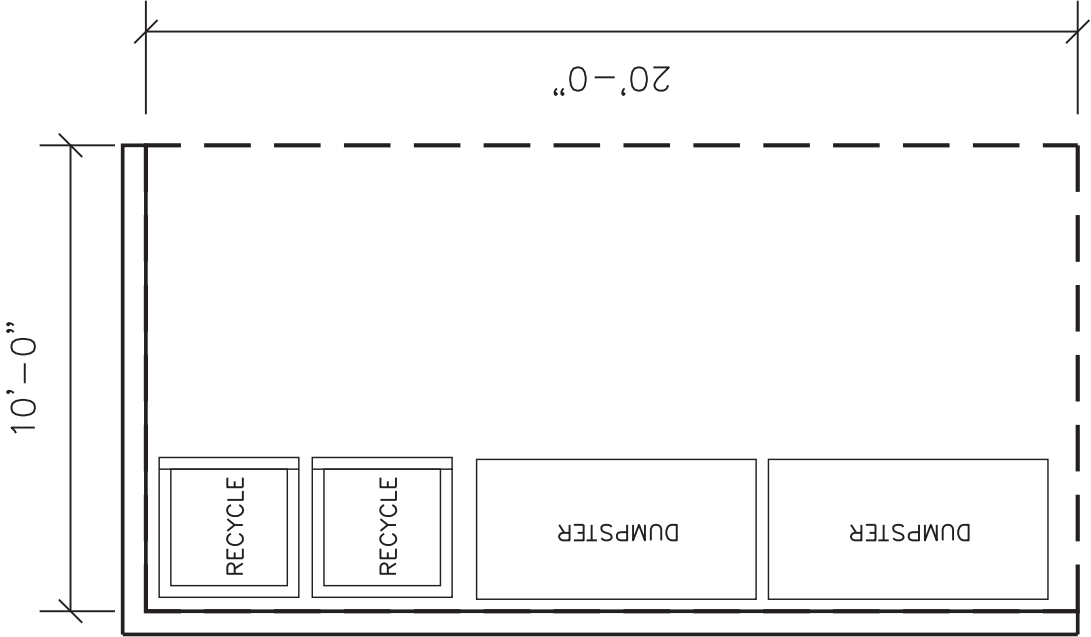 20'-0"
10'-0"
RECYCLE
RECYCLE
DUMPSTER
DUMPSTER